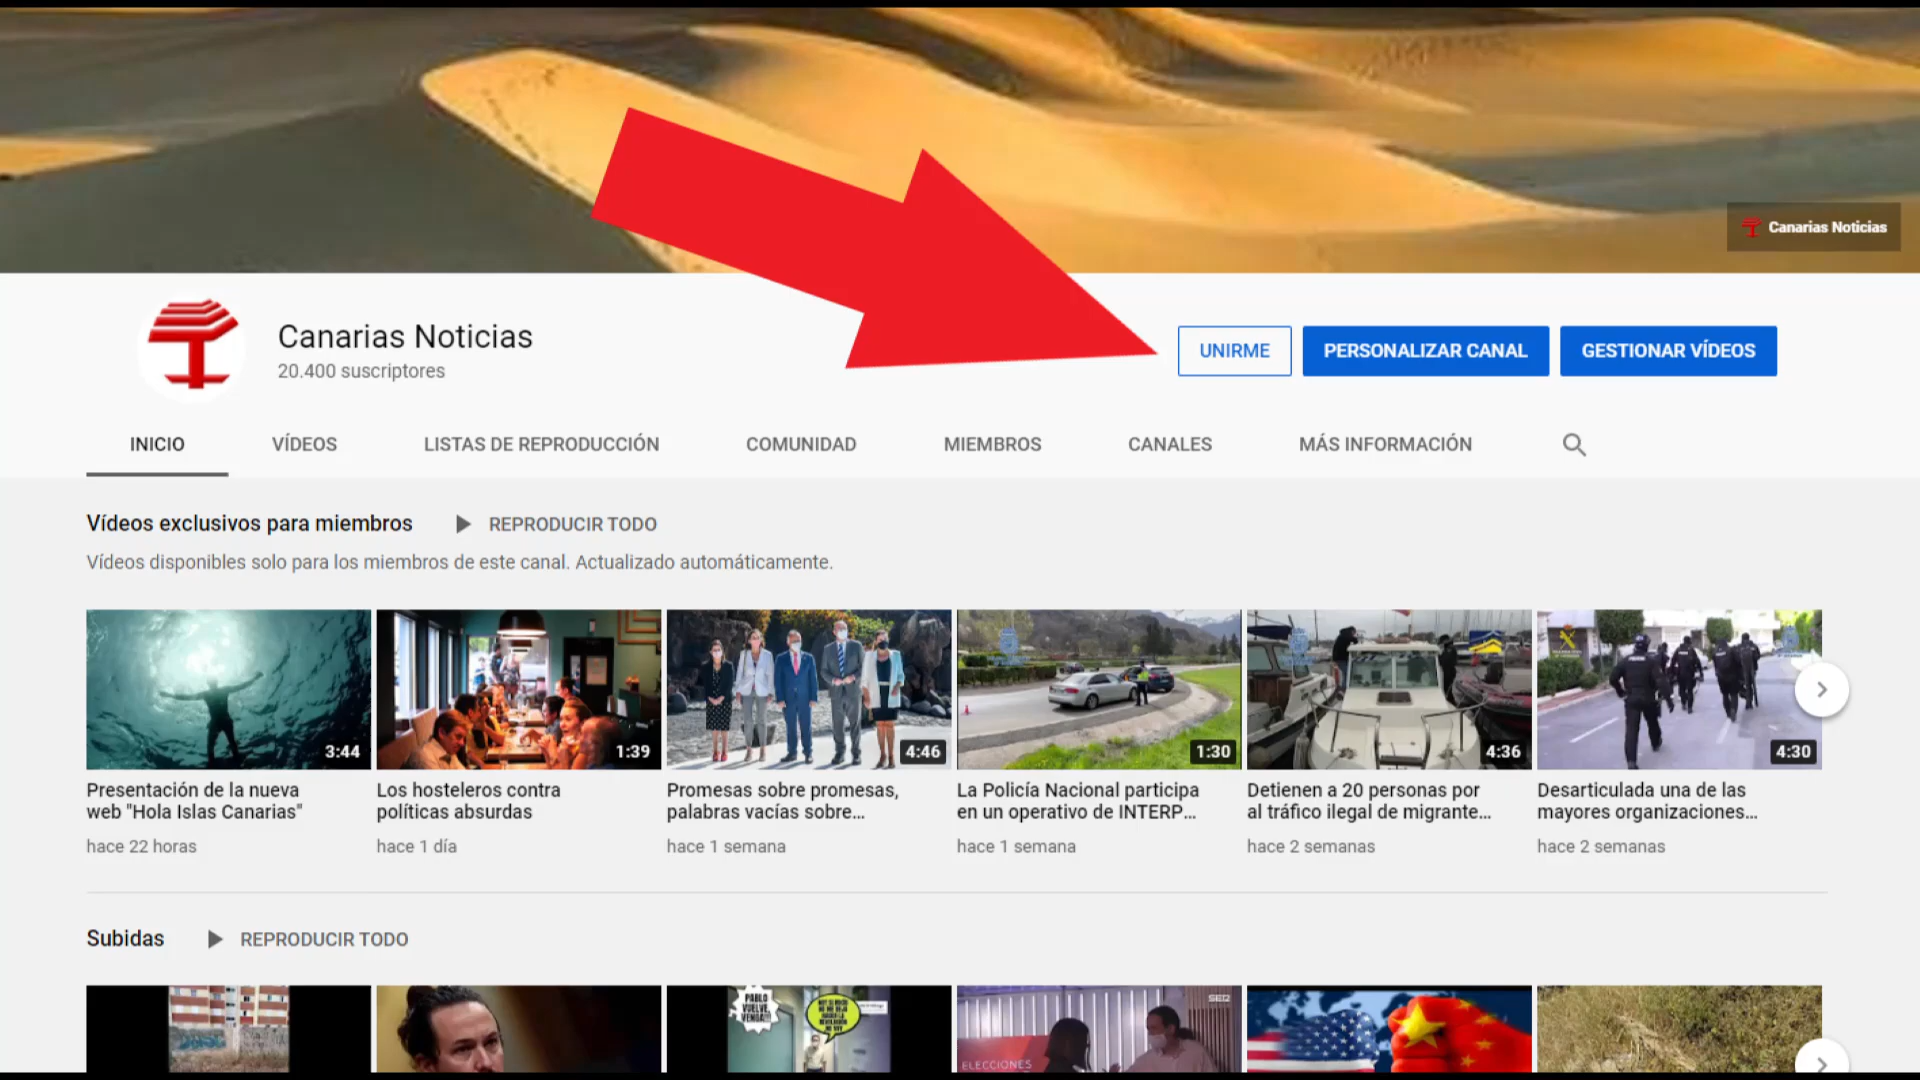 Canarias Noticias
Canarias Noticias
20.400 suscriptores
UNIRME
PERSONALIZAR CANAL
GESTIONAR VÍDEOS
INICIO
VÍDEOS
LISTAS DE REPRODUCCIÓN
COMUNIDAD
MIEMBROS
CANALES
MÁS INFORMACIÓN
Vídeos exclusivos para miembros
REPRODUCIR TODO
Vídeos disponibles solo para los miembros de este canal. Actualizado automáticamente.
3:44
1:39
4:46
1:30
4:36
4:30
Presentación de la nueva
web "Hola Islas Canarias"
hace 22 horas
Los hosteleros contra
políticas absurdas
hace 1 día
Promesas sobre promesas,
palabras vacías sobre...
hace 1 semana
La Policía Nacional participa
en un operativo de INTERP...
hace 1 semana
Detienen a 20 personas por
al tráfico ilegal de migrante...
hace 2 semanas
Desarticulada una de las
mayores organizaciones...
hace 2 semanas
Subidas
REPRODUCIR TODO
PABLO
VUELVE,
ELECCIONES